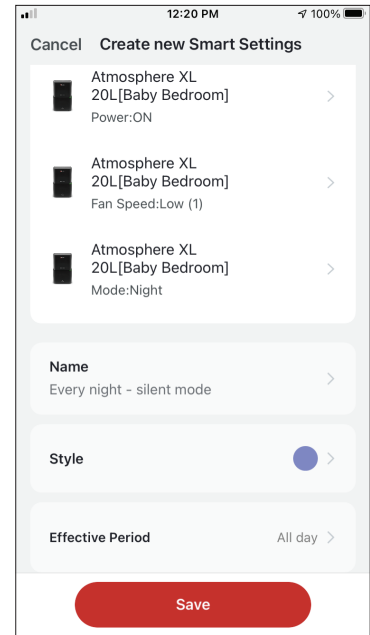 12:20 PM 100%
Cancel Create new Smart Settings
Atmosphere XL
20L[Baby Bedroom]
Power:ON
Atmosphere XL
20L[Baby Bedroom]
Fan Speed:Low (1)
Atmosphere XL
20L[Baby Bedroom]
Mode:Night
Name
Every night - silent mode
Style
Effective Period All day
Save